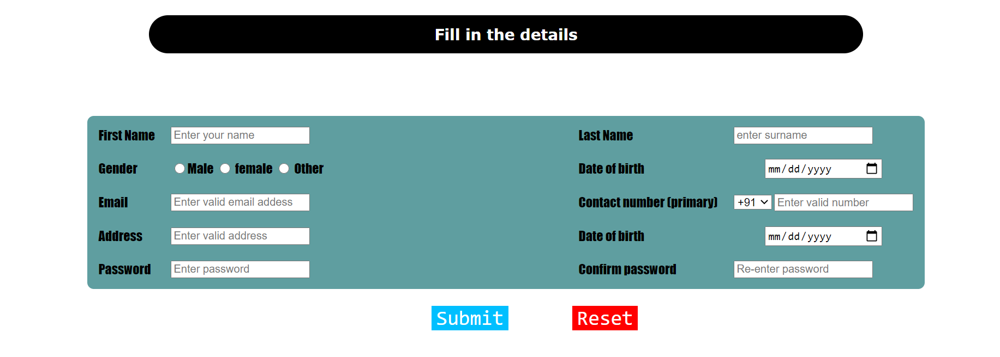 Fill in the details
First Name Enter your name Last Name enter surname
Gender Male female Other Date of birth mm/dd/yyyy
Email Enter valid email addess Contact number (primary) +91 Enter valid number
Address Enter valid address Date of birth mm/dd/yyyy
Password Enter password Confirm password Re-enter password
Submit Reset